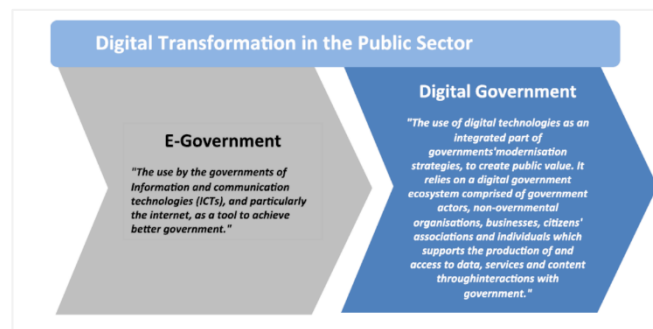 Digital Transformation in the Public Sector
E-Government
"The use by the governments of
Information and communication
technologies (ICTs), and particularly
the internet, as a tool to achieve
better government."
Digital Government
"The use of digital technologies as an
integrated part of
governments'modernisation
strategies, to create public value. It
relies on a digital government
ecosystem comprised of government
actors, non-overnmental
organisations, businesses, citizens'
associations and individuals which
supports the production of and
access to data, services and content
throughinteractions with
government."